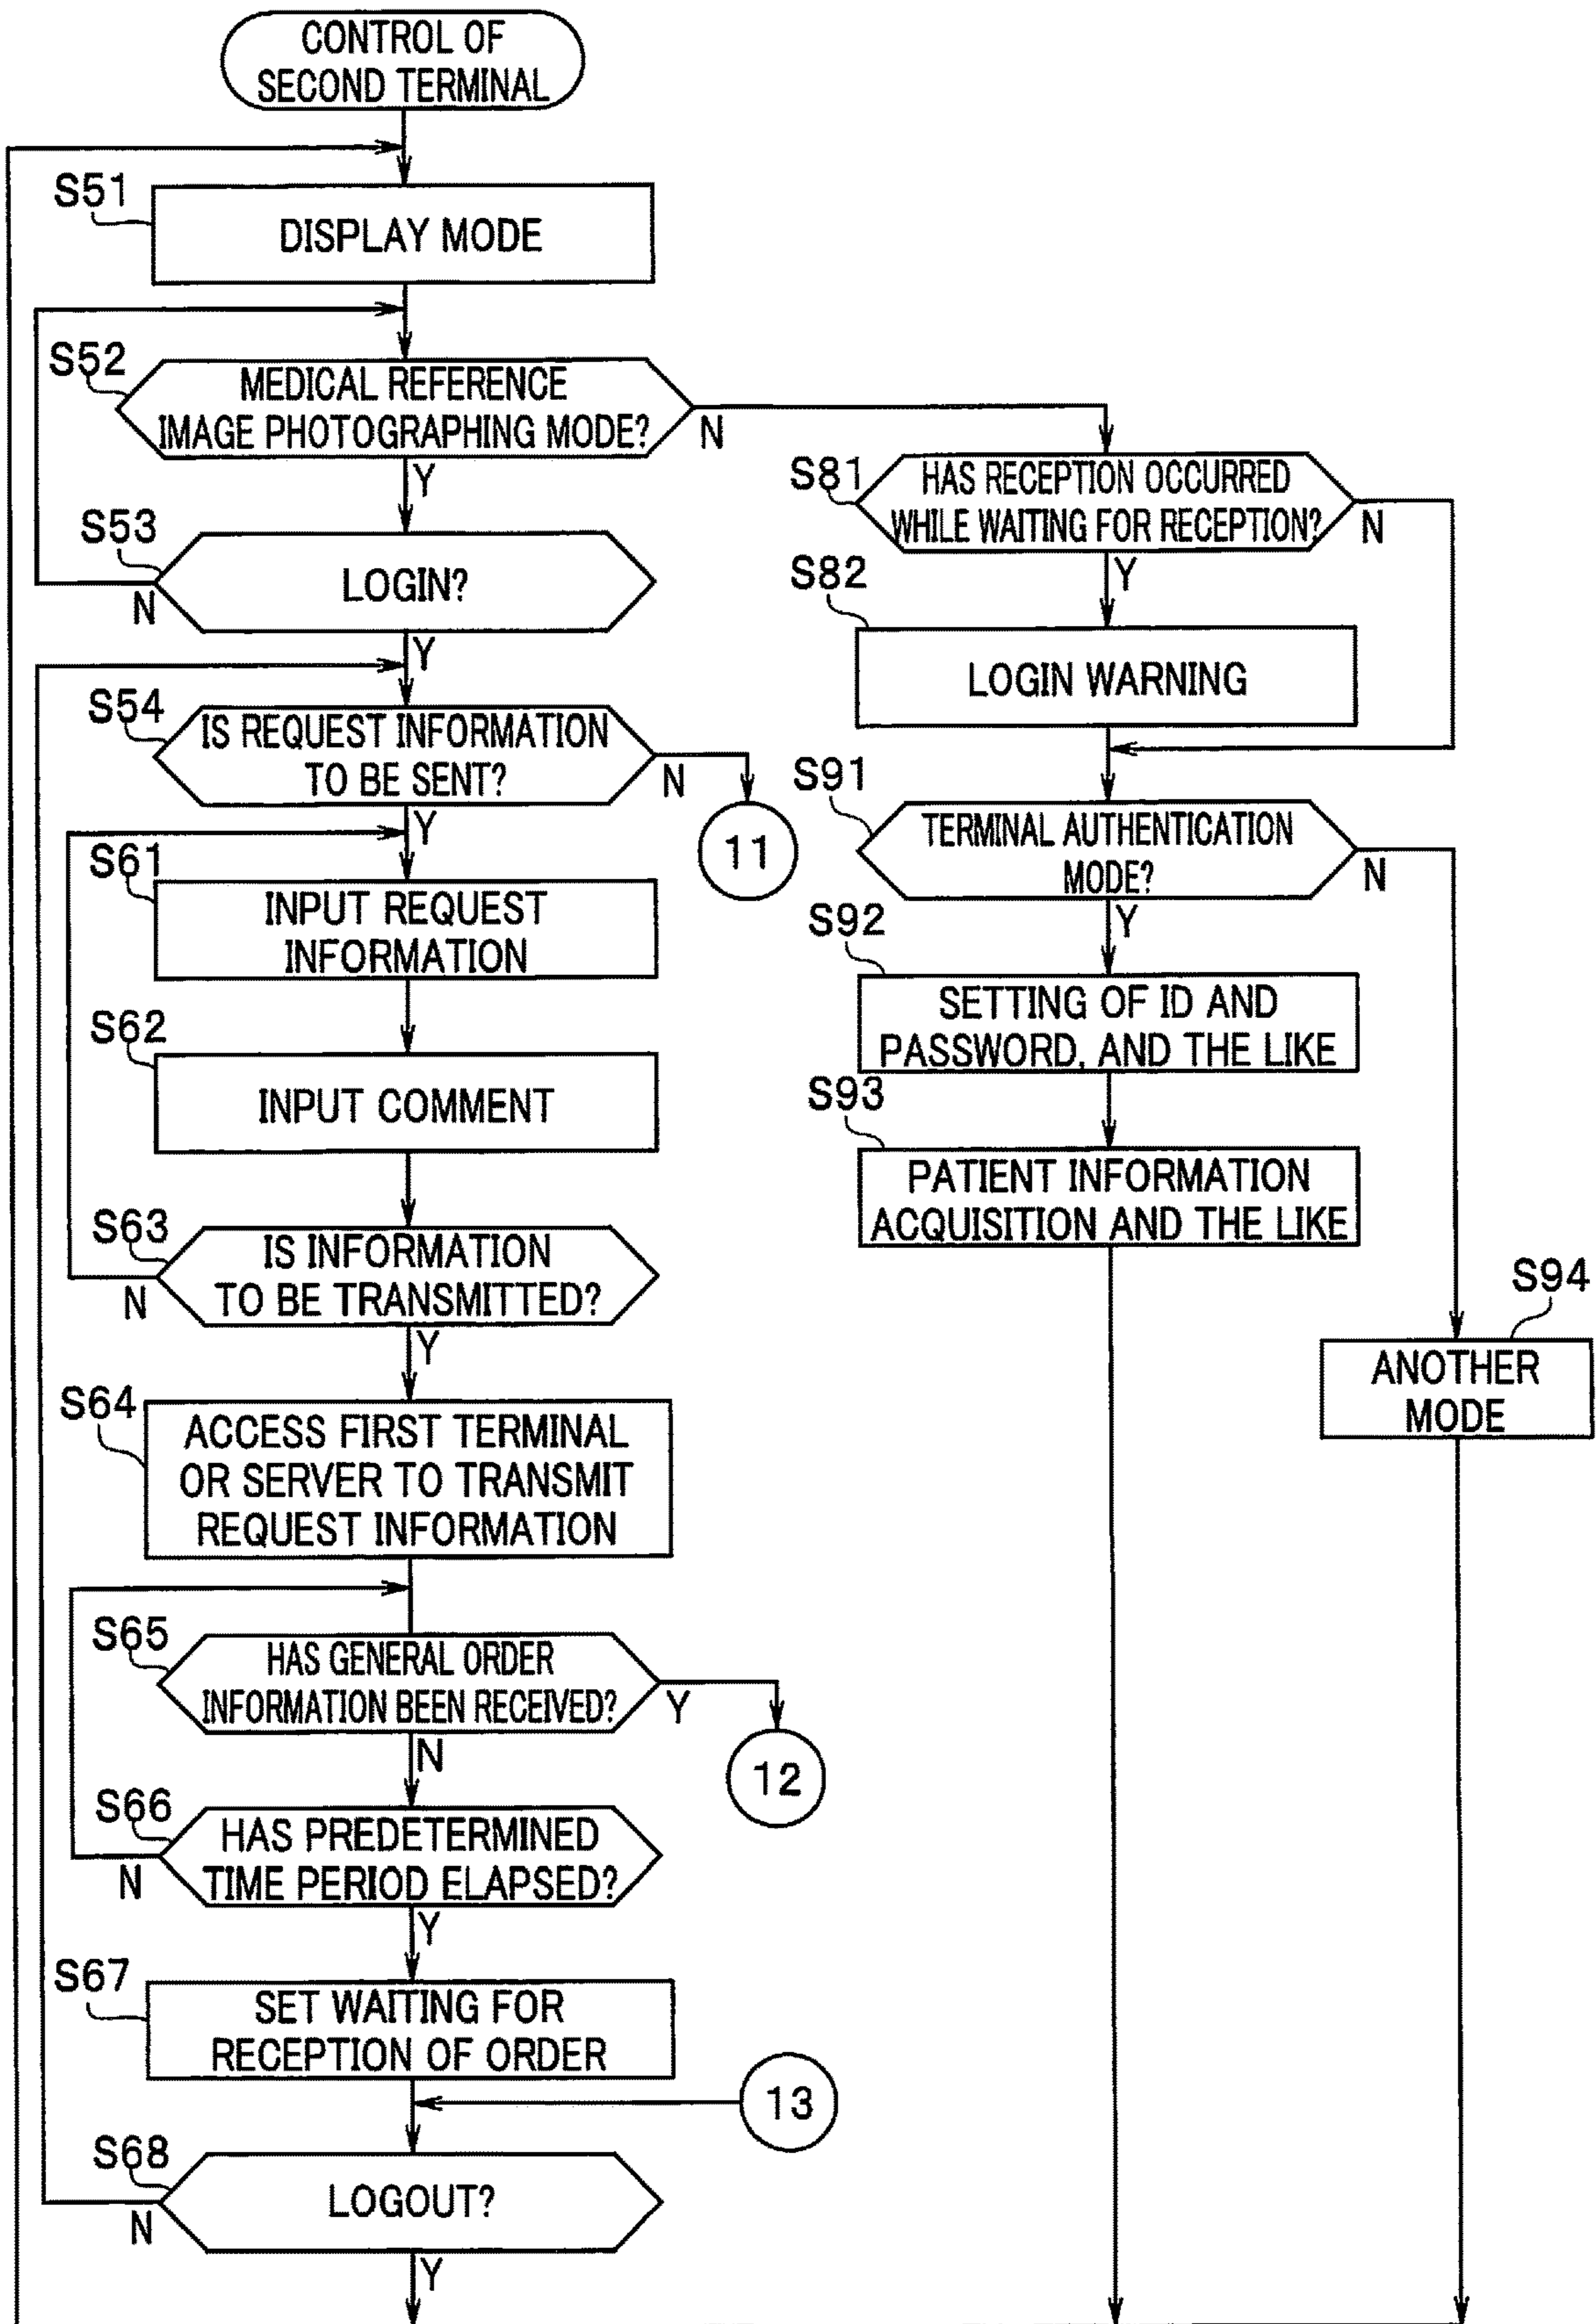 CONTROL OF
SECOND TERMINAL
S51
DISPLAY MODE
S52
MEDICAL REFERENCE
IMAGE PHOTOGRAPHING MODE?
N
Y
S53
LOGIN?
N
Y
S54
IS REQUEST INFORMATION
TO BE SENT?
N
11
Y
S61
INPUT REQUEST
INFORMATION
S62
INPUT COMMENT
S63
IS INFORMATION
TO BE TRANSMITTED?
N
Y
S64
ACCESS FIRST TERMINAL
OR SERVER TO TRANSMIT
REQUEST INFORMATION
S65
HAS GENERAL ORDER
INFORMATION BEEN RECEIVED?
Y
12
N
S66
HAS PREDETERMINED
TIME PERIOD ELAPSED?
N
Y
S67
SET WAITING FOR
RECEPTION OF ORDER
13
S68
LOGOUT?
N
Y
S81
HAS RECEPTION OCCURRED
WHILE WAITING FOR RECEPTION?
N
Y
S82
LOGIN WARNING
S91
TERMINAL AUTHENTICATION
MODE?
N
Y
S92
SETTING OF ID AND
PASSWORD, AND THE LIKE
S93
PATIENT INFORMATION
ACQUISITION AND THE LIKE
S94
ANOTHER
MODE